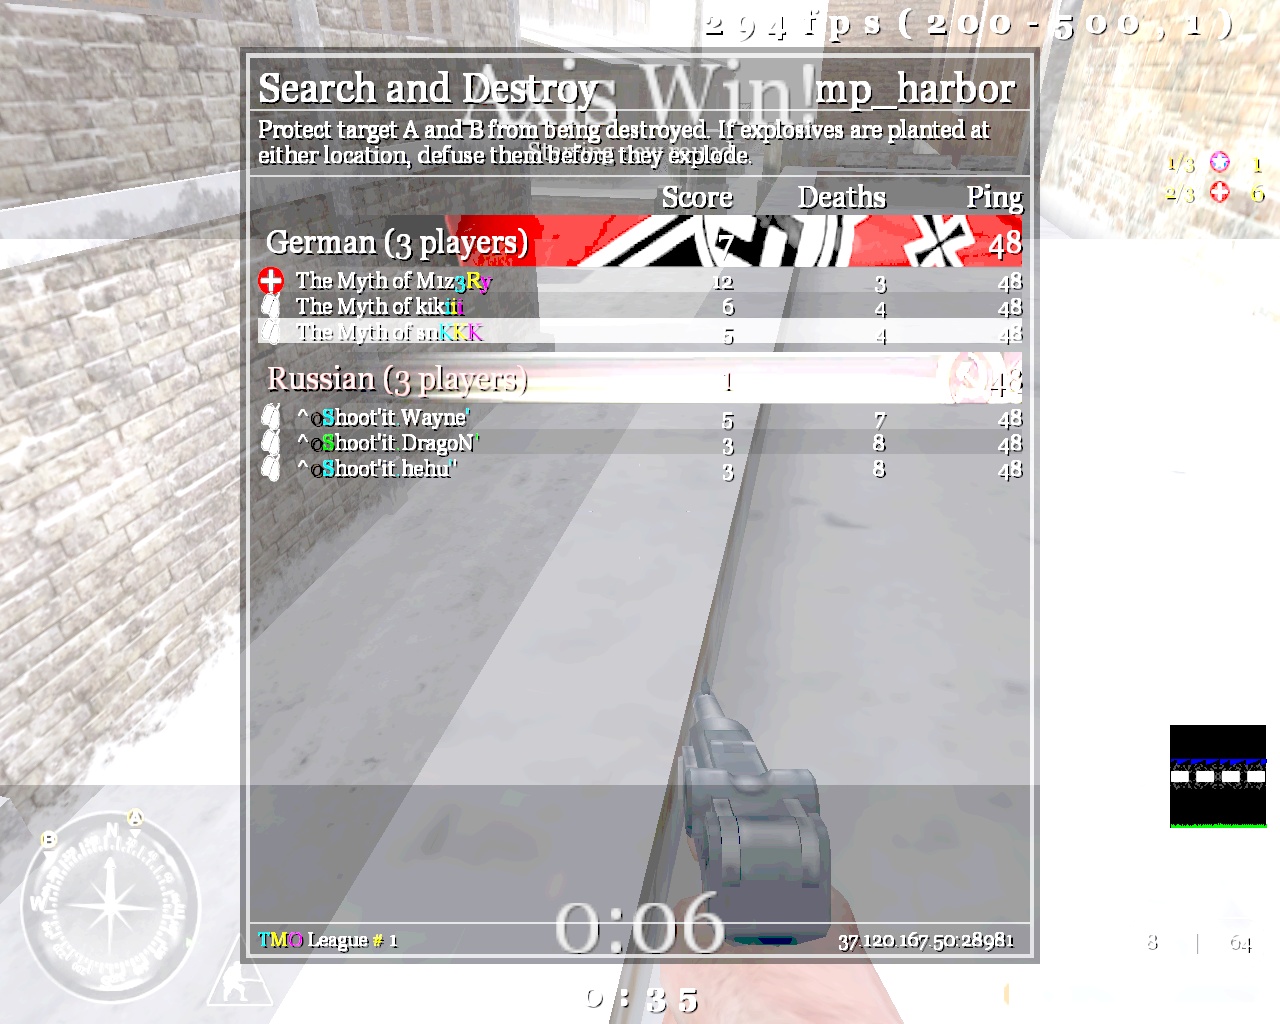 294 fps ( 200 - 500 , 1 )
Axis Win!
Search and Destroy mp_harbor
Protect target A and B from being destroyed. If explosives are planted at
either location, defuse them before they explode.
Starting new round
1/3 1
2/3 6
Score Deaths Ping
German (3 players) 7 48
The Myth of M1z3Ry 12 3 48
The Myth of kikiii 6 4 48
The Myth of snKKK 5 4 48
Russian (3 players) 1 48
^oShoot'it.Wayne' 5 7 48
^oShoot'it.DragoN' 3 8 48
^oShoot'it.hehu'' 3 8 48
A
B
N
W
0:06
TMO League # 1 37.120.167.50:28981
8 | 64
0:35